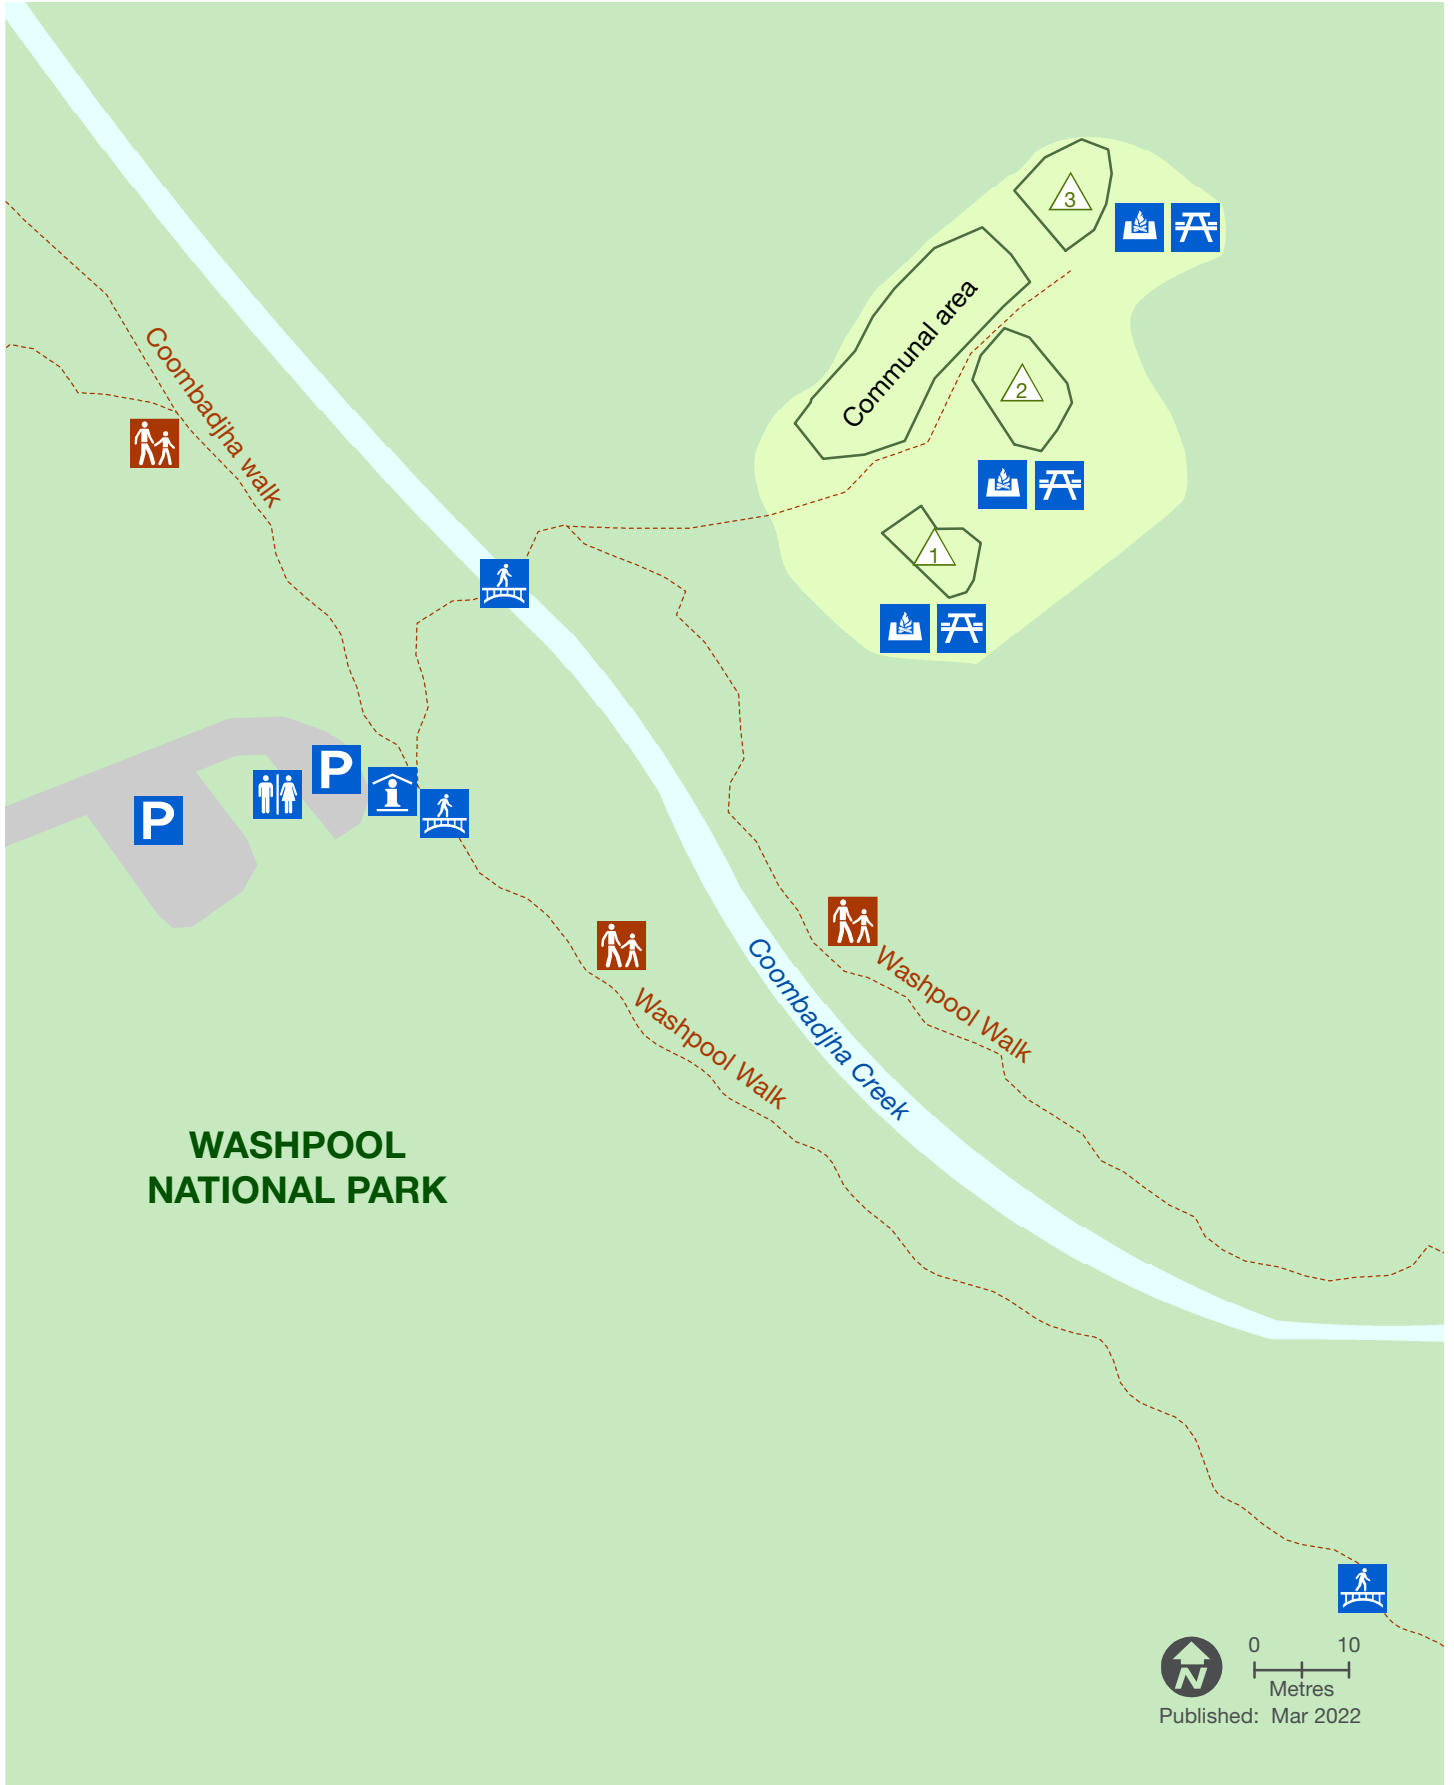 3
Communal area
2
1
Coombadjha walk
P
P
Washpool Walk
Washpool Walk
Coombadjha Creek
WASHPOOL
NATIONAL PARK
N
0 10
Metres
Published: Mar 2022